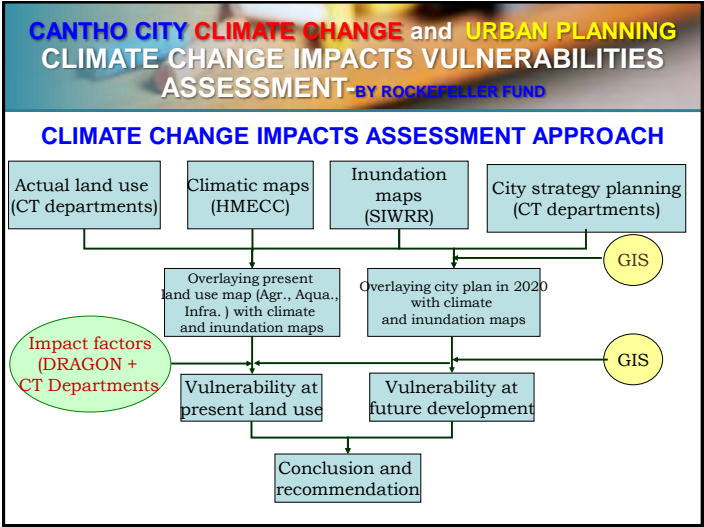 CANTHO CITY CLIMATE CHANGE and URBAN PLANNING
CLIMATE CHANGE IMPACTS VULNERABILITIES
ASSESSMENT-BY ROCKEFELLER FUND
CLIMATE CHANGE IMPACTS ASSESSMENT APPROACH
Actual land use
(CT departments)
Climatic maps
(HMECC)
Inundation
maps
(SIWRR)
City strategy planning
(CT departments)
GIS
Overlaying present
land use map (Agr., Aqua.,
Infra. ) with climate
and inundation maps
Overlaying city plan in 2020
with climate
and inundation maps
Impact factors
(DRAGON +
CT Departments
GIS
Vulnerability at
present land use
Vulnerability at
future development
Conclusion and
recommendation